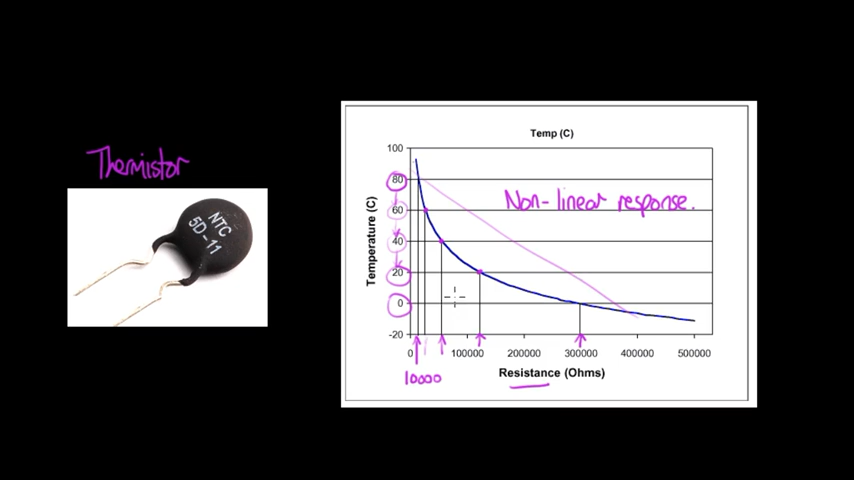 Thermistor
NTC
5D-11
Temp (C)
Temperature (C)
100
80
60
40
20
0
-20
Non-linear response.
0 100000 200000 300000 400000 500000
10000
Resistance (Ohms)